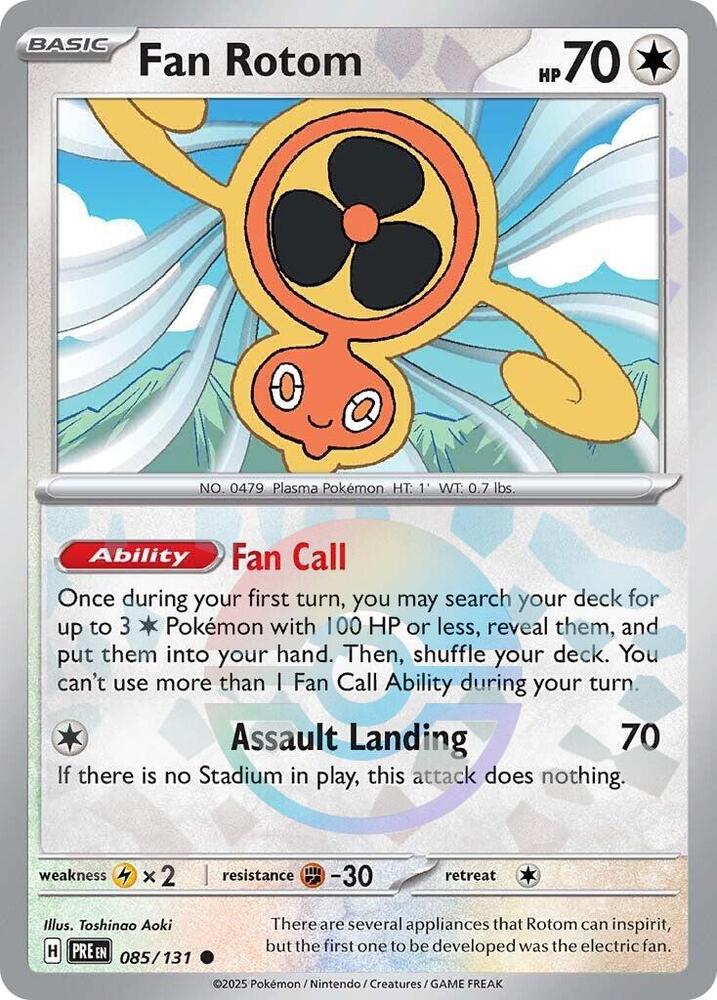 BASIC
Fan Rotom
HP 70
NO. 0479 Plasma Pokémon HT: 1' WT: 0.7 lbs.
Ability Fan Call
Once during your first turn, you may search your deck for
up to 3 Pokémon with 100 HP or less, reveal them, and
put them into your hand. Then, shuffle your deck. You
can't use more than 1 Fan Call Ability during your turn.
Assault Landing 70
If there is no Stadium in play, this attack does nothing.
weakness ×2 resistance -30 retreat
Illus. Toshinao Aoki
There are several appliances that Rotom can inspirit,
but the first one to be developed was the electric fan.
H PRE EN 085/131
©2025 Pokémon / Nintendo / Creatures / GAME FREAK